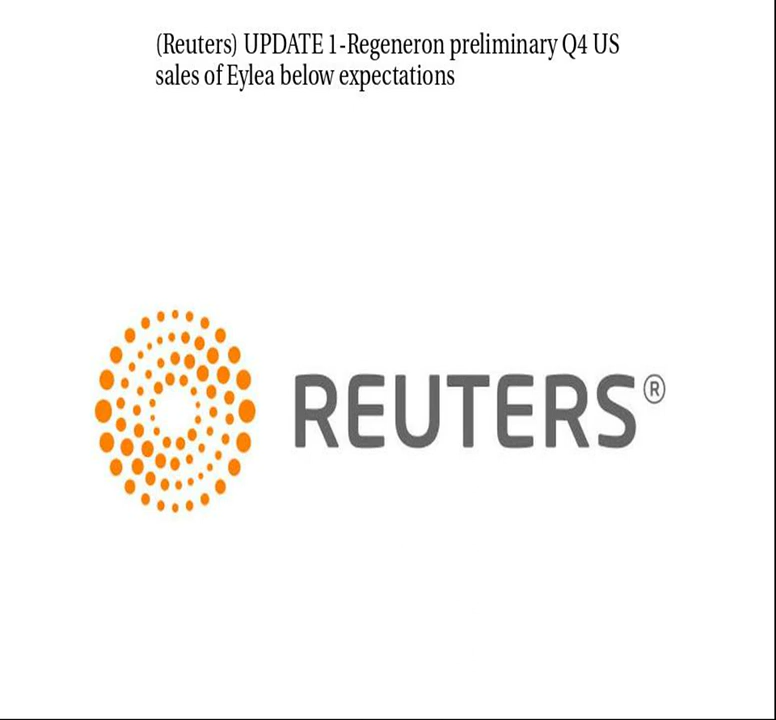 (Reuters) UPDATE 1-Regeneron preliminary Q4 US
sales of Eylea below expectations
REUTERS®